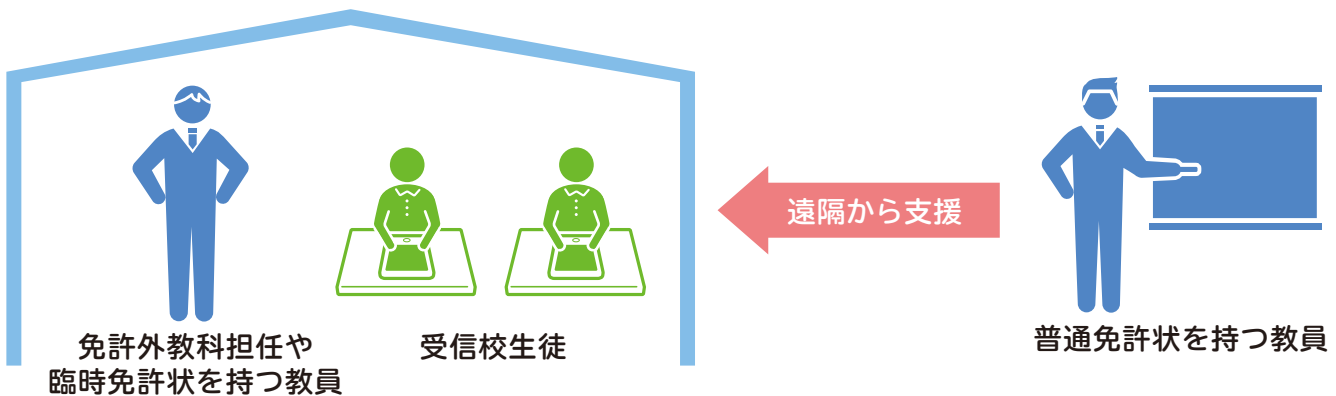 遠隔から支援
免許外教科担任や
臨時免許状を持つ教員
受信校生徒
普通免許状を持つ教員